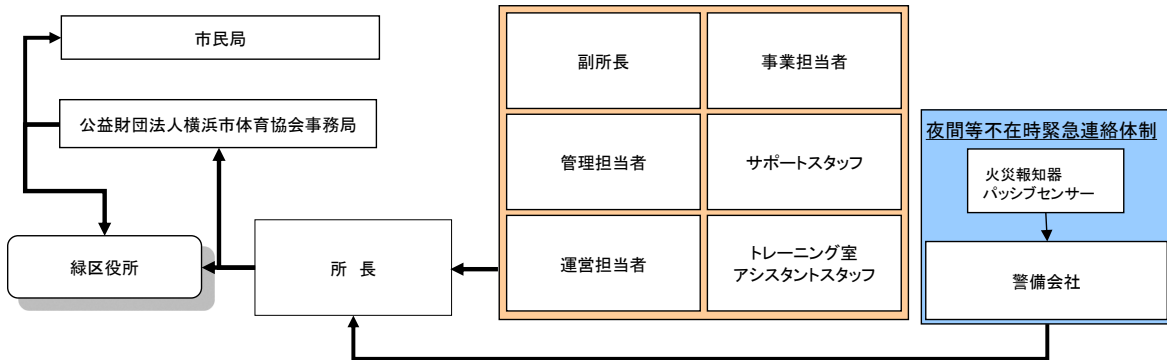 市民局
公益財団法人横浜市体育協会事務局
緑区役所
所 長
副所長
事業担当者
管理担当者
サポートスタッフ
運営担当者
トレーニング室
アシスタントスタッフ
夜間等不在時緊急連絡体制
火災報知器
パッシブセンサー
警備会社